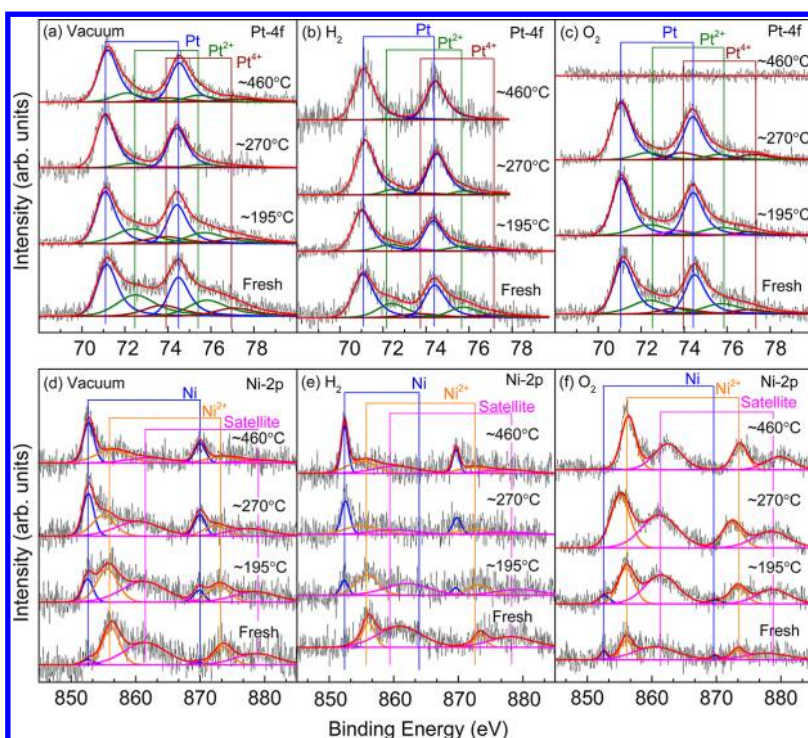 (a) Vacuum Pt-4f
Pt
Pt2+
Pt4+
~460°C
~270°C
~195°C
Fresh
70 72 74 76 78
(b) H2 Pt-4f
Pt
Pt2+
Pt4+
~460°C
~270°C
~195°C
Fresh
70 72 74 76 78
(c) O2 Pt-4f
Pt
Pt2+
Pt4+
~460°C
~270°C
~195°C
Fresh
70 72 74 76 78
Intensity (arb. units)
(d) Vacuum Ni-2p
Ni
Ni2+
Satellite
~460°C
~270°C
~195°C
Fresh
850 860 870 880
(e) H2 Ni-2p
Ni
Ni2+
Satellite
~460°C
~270°C
~195°C
Fresh
850 860 870 880
(f) O2 Ni-2p
Ni
Ni2+
Satellite
~460°C
~270°C
~195°C
Fresh
850 860 870 880
Intensity (arb. units)
Binding Energy (eV)